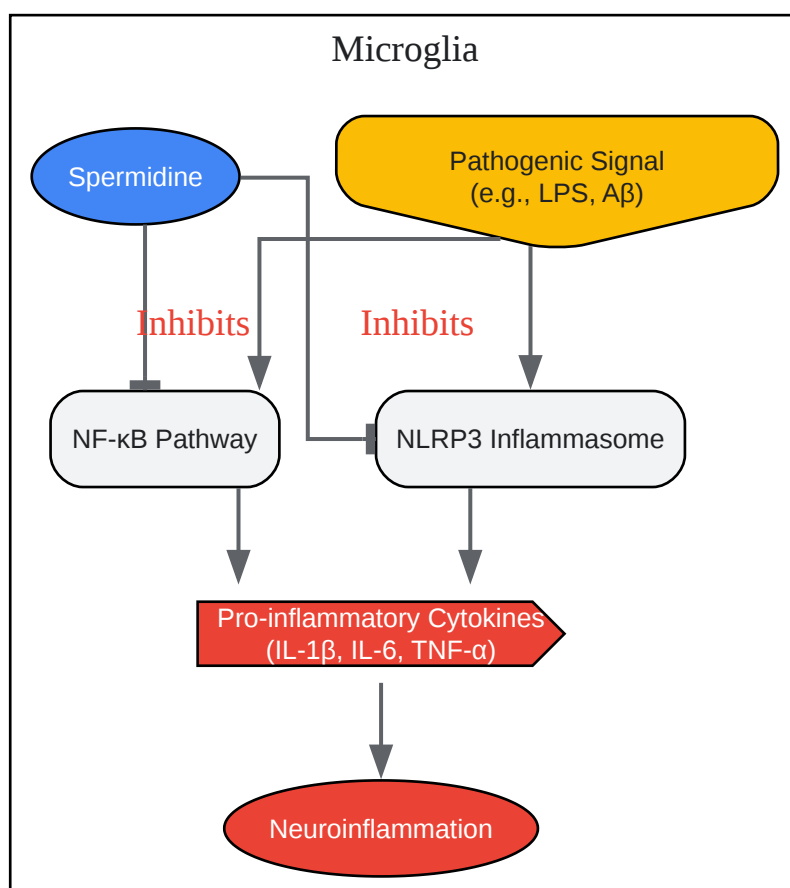 Microglia
Spermidine
Pathogenic Signal
(e.g., LPS, Aβ)
Inhibits
Inhibits
NF-κB Pathway
NLRP3 Inflammasome
Pro-inflammatory Cytokines
(IL-1β, IL-6, TNF-α)
Neuroinflammation